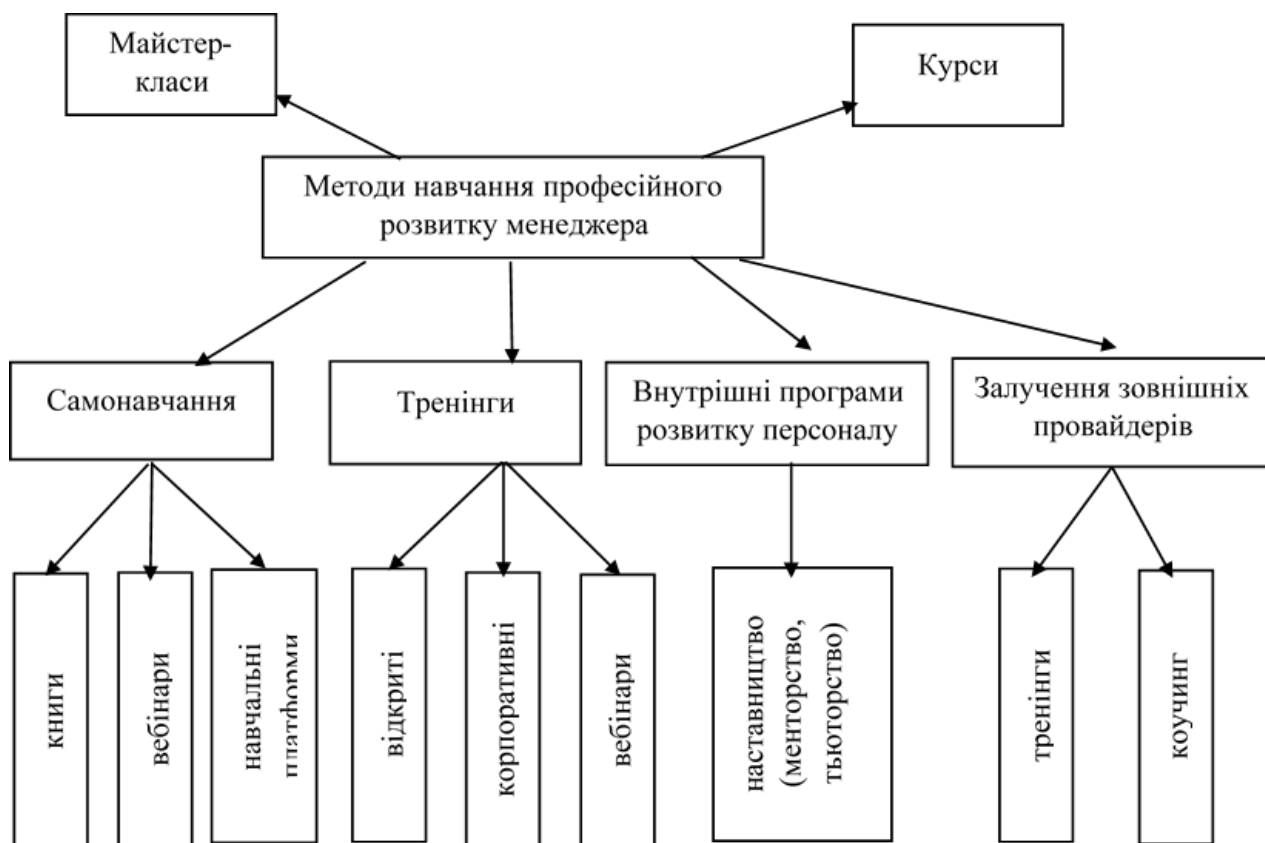 Майстер-
класи
Курси
Методи навчання професійного
розвитку менеджера
Самонавчання
Тренінги
Внутрішні програми
розвитку персоналу
Залучення зовнішніх
провайдерів
книги
вебінари
навчальні
платформи
відкриті
корпоративні
вебінари
наставництво
(менторство,
тьюторство)
тренінги
коучинг